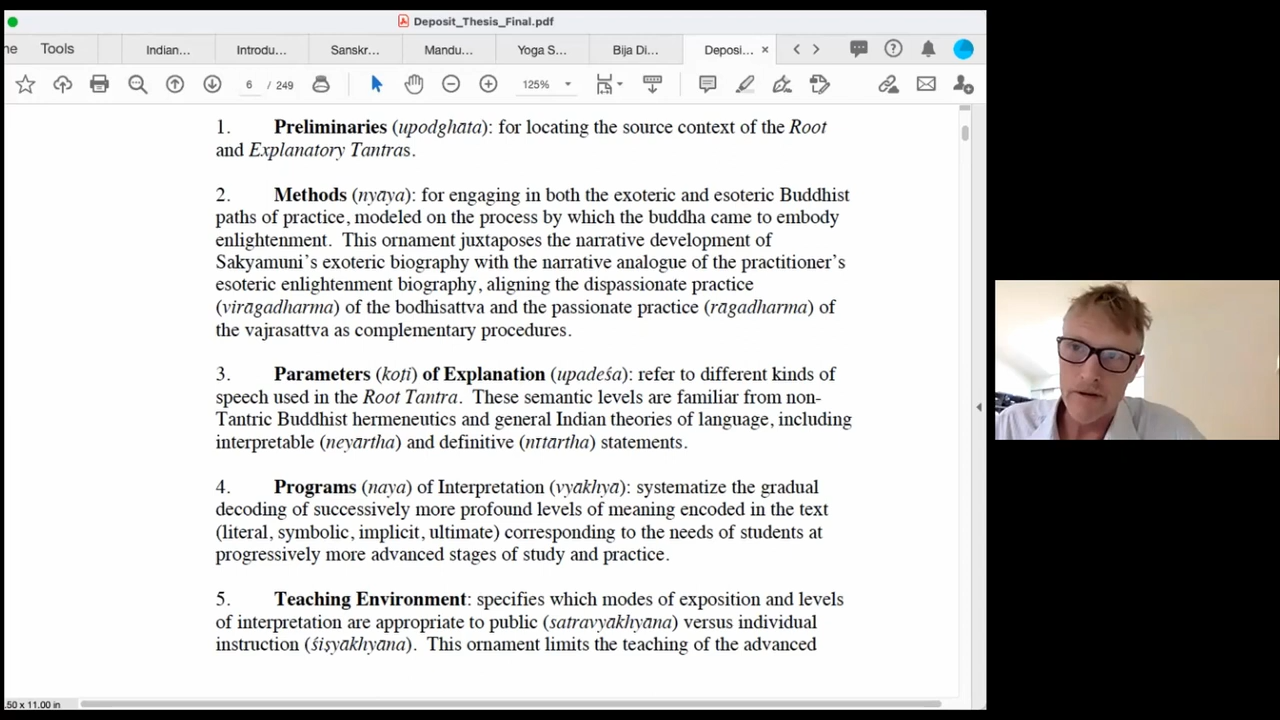 Deposit_Thesis_Final.pdf
ne Tools Indian... Introdu... Sanskr... Mandu... Yoga S... Bija Di... Deposi... ×
6 / 249 125%
1. Preliminaries (upodghāta): for locating the source context of the Root
and Explanatory Tantras.
2. Methods (nyāya): for engaging in both the exoteric and esoteric Buddhist
paths of practice, modeled on the process by which the buddha came to embody
enlightenment. This ornament juxtaposes the narrative development of
Sakyamuni's exoteric biography with the narrative analogue of the practitioner's
esoteric enlightenment biography, aligning the dispassionate practice
(virāgadharma) of the bodhisattva and the passionate practice (rāgadharma) of
the vajrasattva as complementary procedures.
3. Parameters (koṭi) of Explanation (upadeśa): refer to different kinds of
speech used in the Root Tantra. These semantic levels are familiar from non-
Tantric Buddhist hermeneutics and general Indian theories of language, including
interpretable (neyārtha) and definitive (nītārtha) statements.
4. Programs (naya) of Interpretation (vyākhyā): systematize the gradual
decoding of successively more profound levels of meaning encoded in the text
(literal, symbolic, implicit, ultimate) corresponding to the needs of students at
progressively more advanced stages of study and practice.
5. Teaching Environment: specifies which modes of exposition and levels
of interpretation are appropriate to public (satravyākhyāna) versus individual
instruction (śiṣyākhyāna). This ornament limits the teaching of the advanced
.50 x 11.00 in